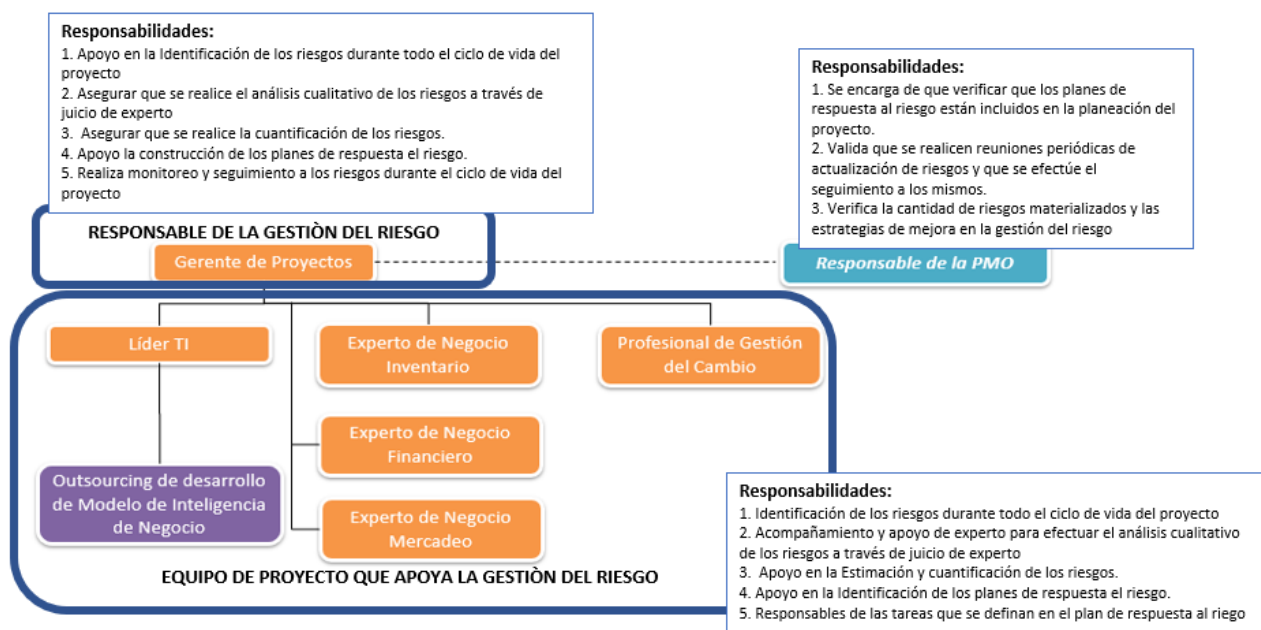 Responsabilidades:
1. Apoyo en la Identificación de los riesgos durante todo el ciclo de vida del
proyecto
2. Asegurar que se realice el análisis cualitativo de los riesgos a través de
juicio de experto
3.  Asegurar que se realice la cuantificación de los riesgos.
4. Apoyo la construcción de los planes de respuesta el riesgo.
5. Realiza monitoreo y seguimiento a los riesgos durante el ciclo de vida del
proyecto
Responsabilidades:
1. Se encarga de que verificar que los planes de
respuesta al riesgo están incluidos en la planeación del
proyecto.
2. Valida que se realicen reuniones periódicas de
actualización de riesgos y que se efectúe el
seguimiento a los mismos.
3. Verifica la cantidad de riesgos materializados y las
estrategias de mejora en la gestión del riesgo
RESPONSABLE DE LA GESTIÒN DEL RIESGO
Gerente de Proyectos
Responsable de la PMO
Líder TI
Experto de Negocio
Inventario
Profesional de Gestión
del Cambio
Experto de Negocio
Financiero
Outsourcing de desarrollo
de Modelo de Inteligencia
de Negocio
Experto de Negocio
Mercadeo
EQUIPO DE PROYECTO QUE APOYA LA GESTIÒN DEL RIESGO
Responsabilidades:
1. Identificación de los riesgos durante todo el ciclo de vida del proyecto
2. Acompañamiento y apoyo de experto para efectuar el análisis cualitativo
de los riesgos a través de juicio de experto
3.  Apoyo en la Estimación y cuantificación de los riesgos.
4. Apoyo en la Identificación de los planes de respuesta el riesgo.
5. Responsables de las tareas que se definan en el plan de respuesta al riego